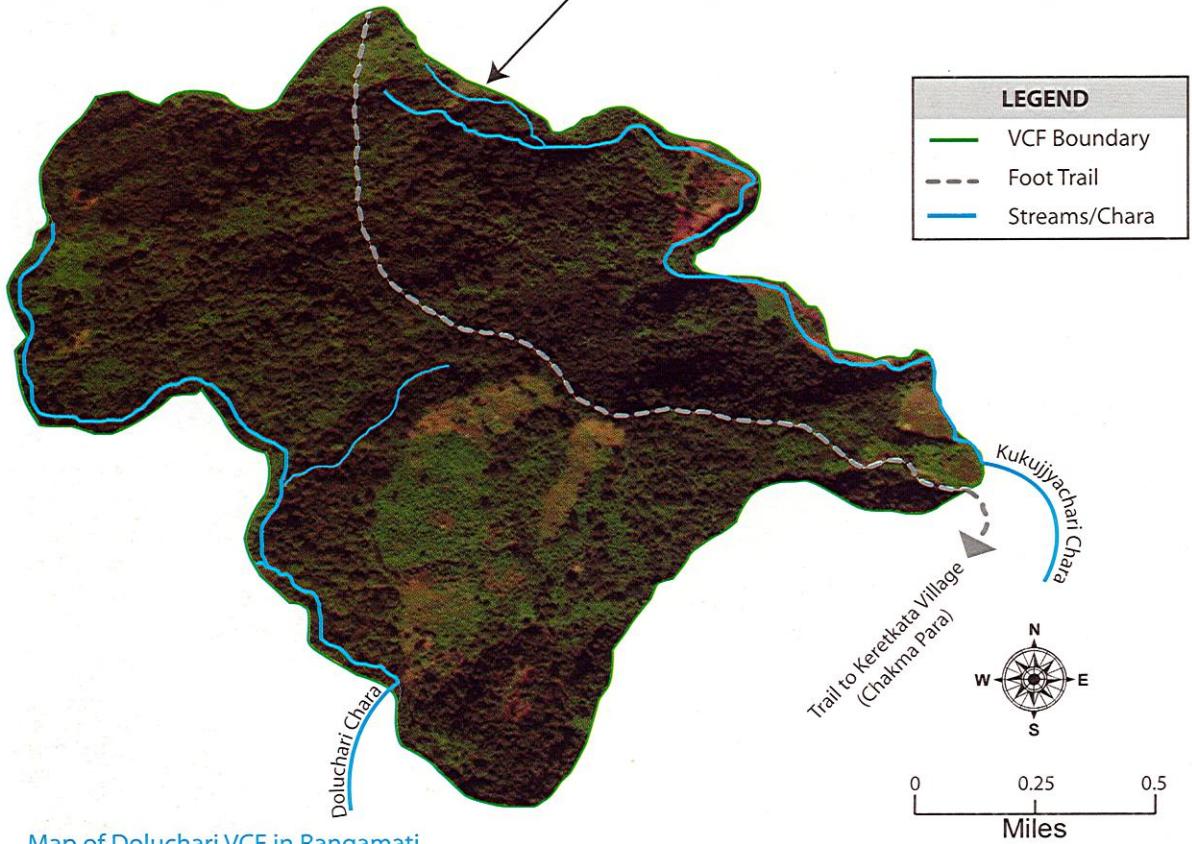 LEGEND
VCF Boundary
Foot Trail
Streams/Chara
Kukujjyachari Chara
Trail to Keretkata Village
(Chakma Para)
N
W E
S
Doluchari Chara
0 0.25 0.5
Miles
Map of Doluchari VCF in Rangamati